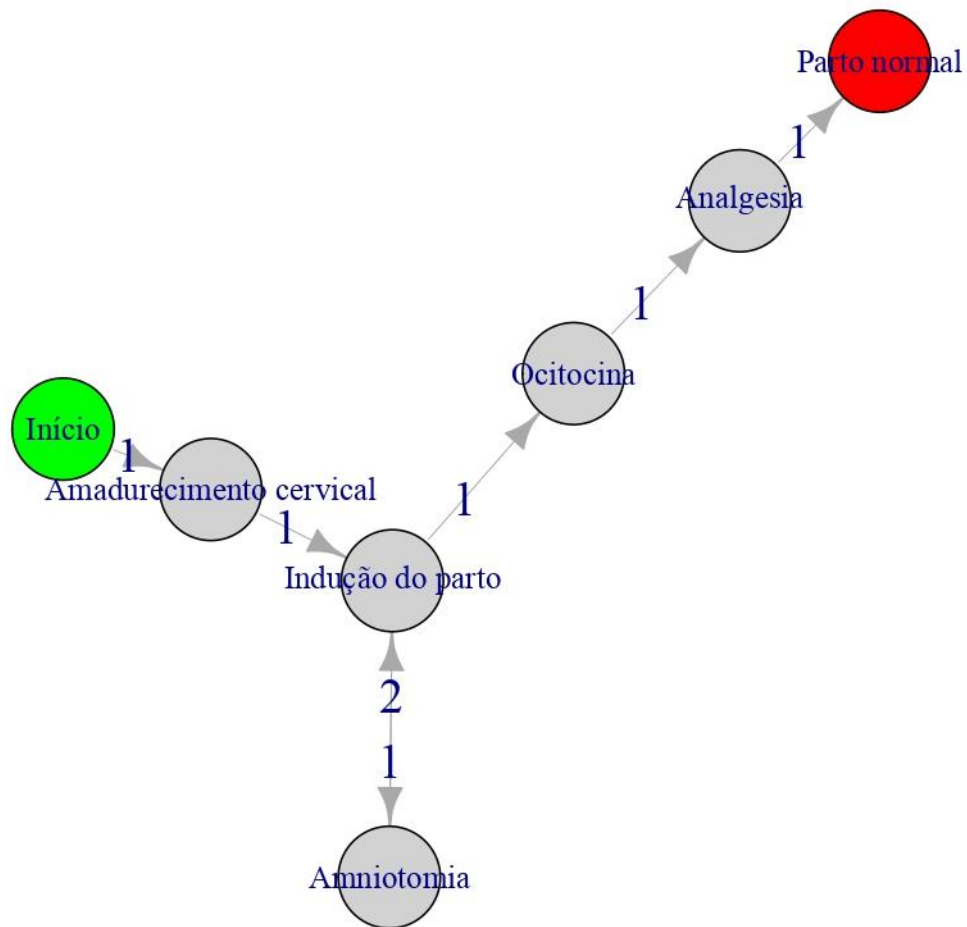 Parto normal
1
Analgesia
1
Ocitocina
Início
1
Amadurecimento cervical
1
1
Indução do parto
2
1
Amniotomia